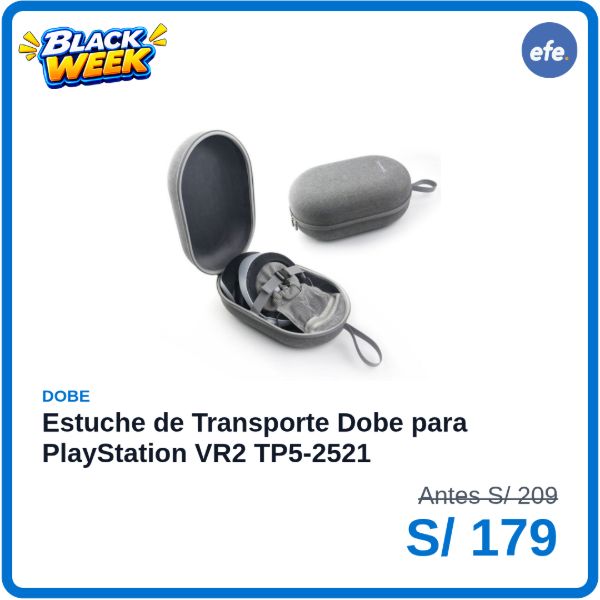 BLACK
WEEK
efe.
DOBE
Estuche de Transporte Dobe para
PlayStation VR2 TP5-2521
Antes S/ 209
S/ 179